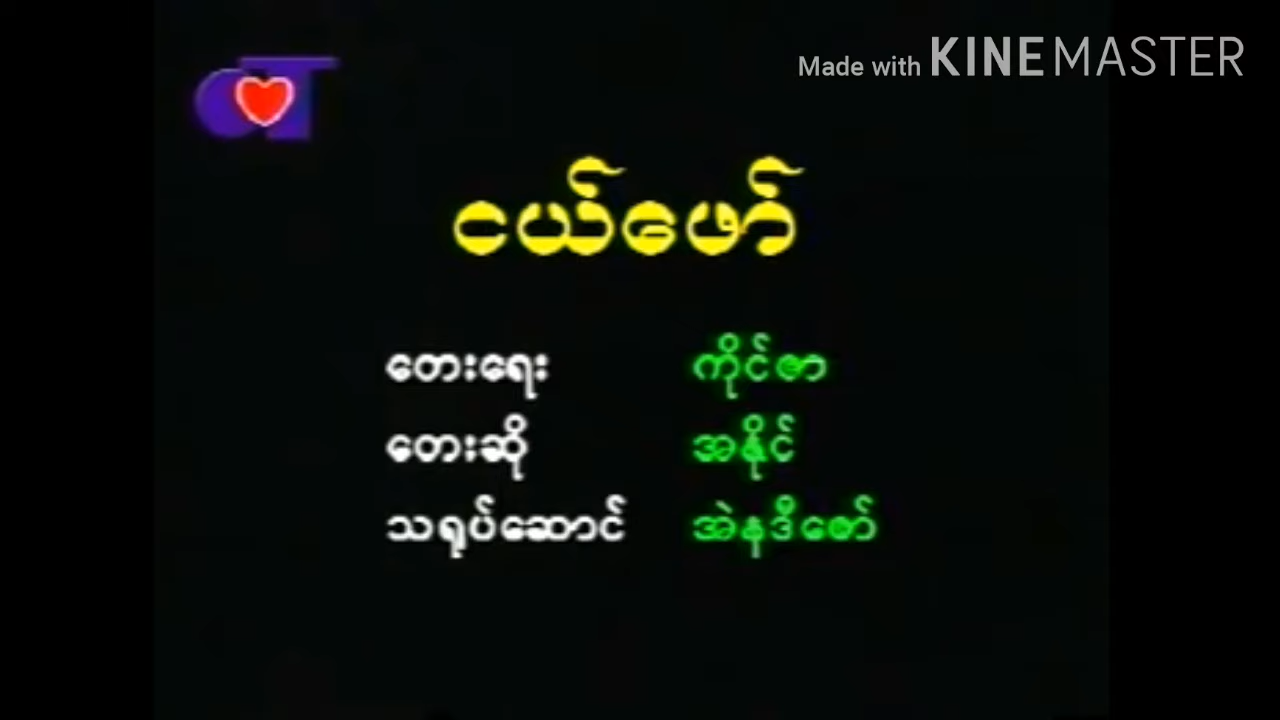 Made with KINEMASTER
ငယ်ဖော်
တေးရေး ကိုင်ဇာ
တေးဆို အနိုင်
သရုပ်ဆောင် အဲနဒီဇော်